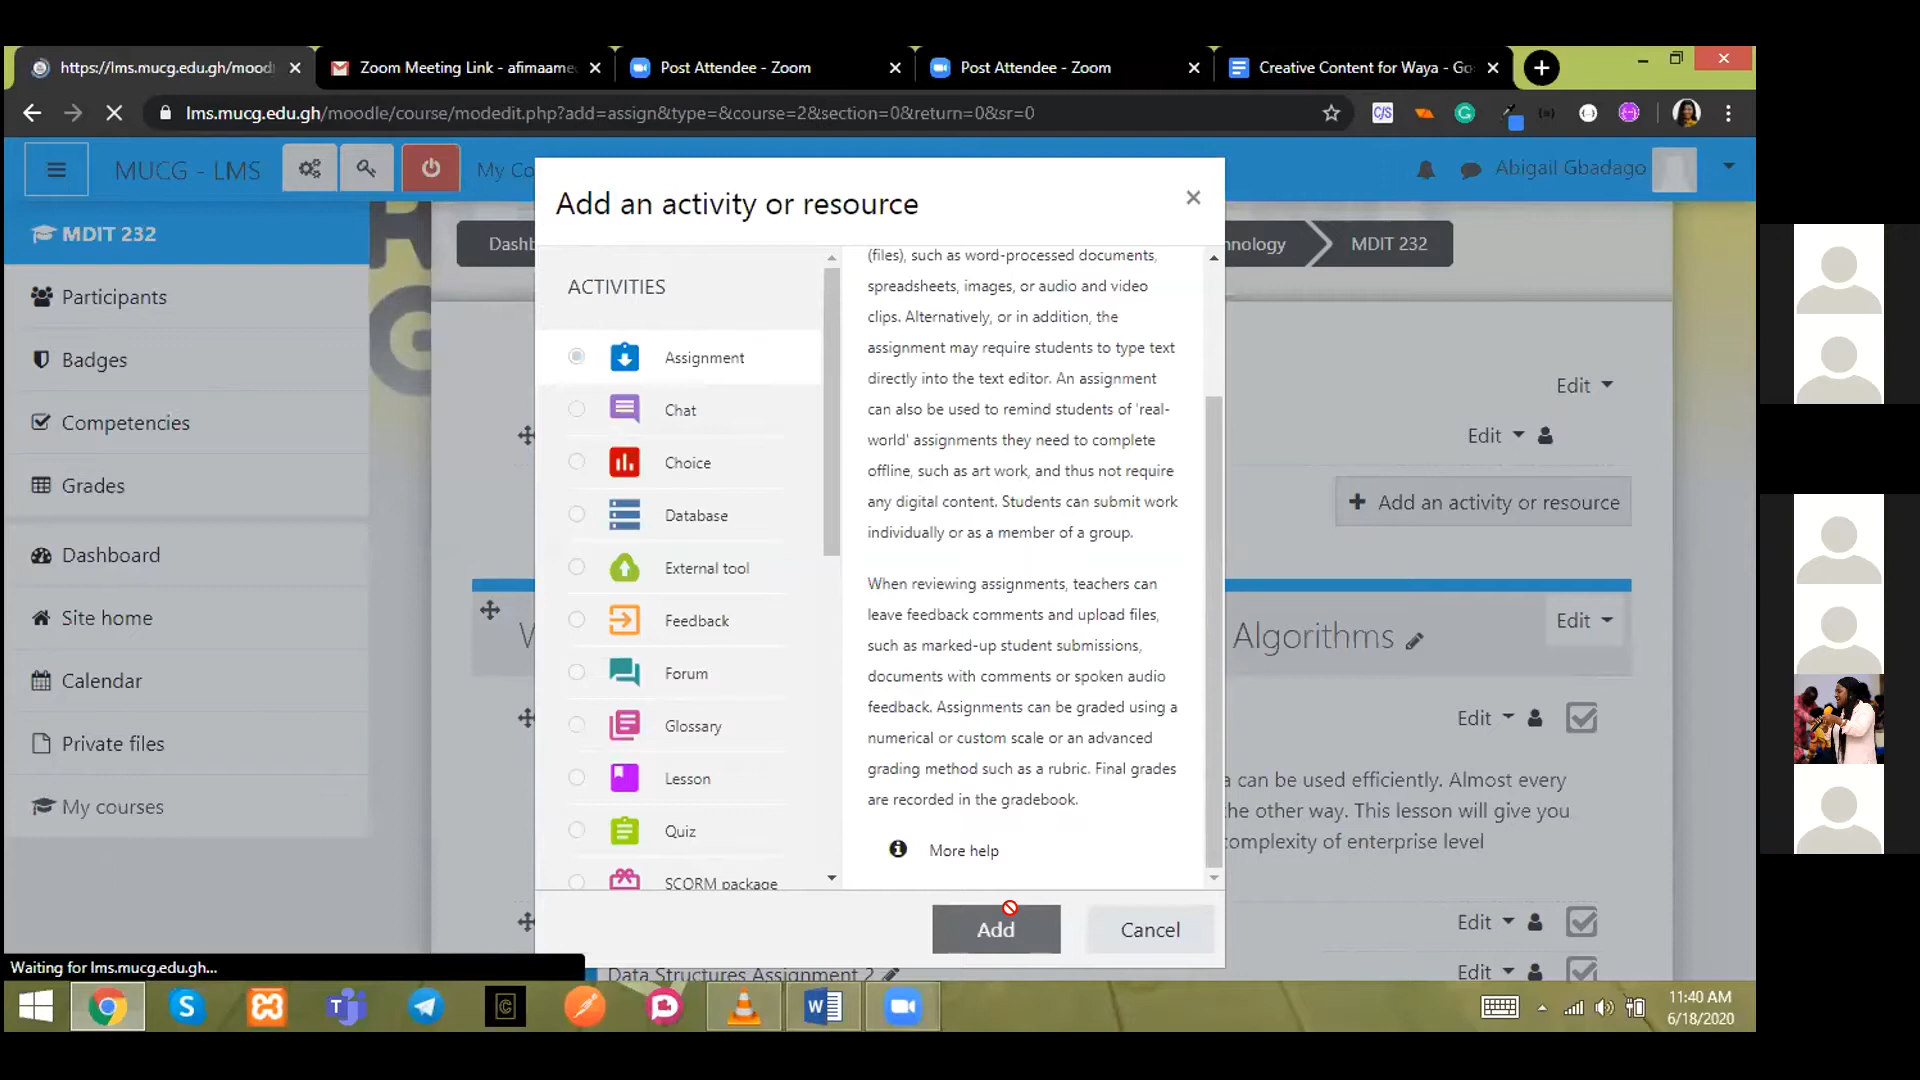 https://lms.mucg.edu.gh/mood
Zoom Meeting Link - afimaame
Post Attendee - Zoom
Post Attendee - Zoom
Creative Content for Waya - Go
lms.mucg.edu.gh/moodle/course/modedit.php?add=assign&type=&course=2&section=0&return=0&sr=0
MUCG - LMS
My Co
Abigail Gbadago
MDIT 232
Participants
Badges
Competencies
Grades
Dashboard
Site home
Calendar
Private files
My courses
Dashb
nology
MDIT 232
Edit
Edit
Add an activity or resource
Algorithms
Edit
Edit
a can be used efficiently. Almost every
the other way. This lesson will give you
complexity of enterprise level
Edit
Data Structures Assignment 2
Edit
Add an activity or resource
ACTIVITIES
Assignment
Chat
Choice
Database
External tool
Feedback
Forum
Glossary
Lesson
Quiz
SCORM package
(files), such as word-processed documents,
spreadsheets, images, or audio and video
clips. Alternatively, or in addition, the
assignment may require students to type text
directly into the text editor. An assignment
can also be used to remind students of 'real-
world' assignments they need to complete
offline, such as art work, and thus not require
any digital content. Students can submit work
individually or as a member of a group.
When reviewing assignments, teachers can
leave feedback comments and upload files,
such as marked-up student submissions,
documents with comments or spoken audio
feedback. Assignments can be graded using a
numerical or custom scale or an advanced
grading method such as a rubric. Final grades
are recorded in the gradebook.
More help
Add
Cancel
Waiting for lms.mucg.edu.gh...
11:40 AM
6/18/2020